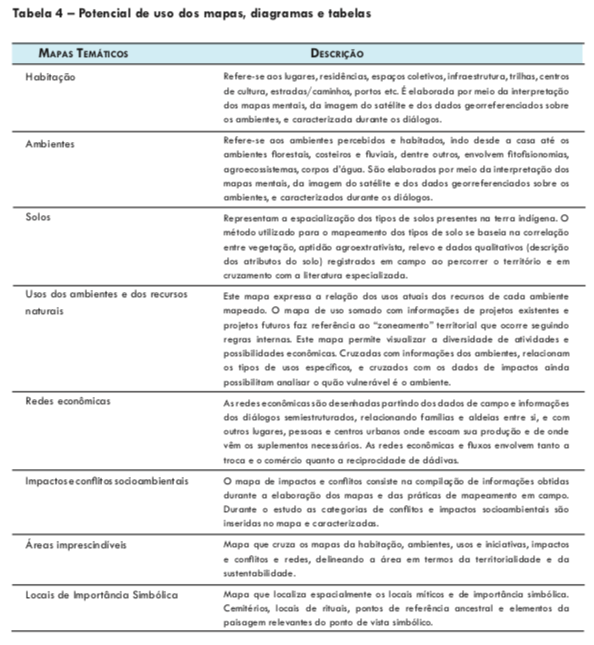 Tabela 4 – Potencial de uso dos mapas, diagramas e tabelas
MAPAS TEMÁTICOS DESCRIÇÃO
Habitação Refere-se aos lugares, residências, espaços coletivos, infraestrutura, trilhas, centros
de cultura, estradas/caminhos, portos etc. É elaborada por meio da interpretação
dos mapas mentais, da imagem do satélite e dos dados georreferenciados sobre
os ambientes, e caracterizada durante os diálogos.
Ambientes Refere-se aos ambientes percebidos e habitados, indo desde a casa até os
ambientes florestais, costeiros e fluviais, dentre outros, envolvem fitofisionomias,
agroecossistemas, corpos d'água. São elaborados por meio da interpretação dos
mapas mentais, da imagem do satélite e dos dados georreferenciados sobre os
ambientes, e caracterizados durante os diálogos.
Solos Representam a espacialização dos tipos de solos presentes na terra indígena. O
método utilizado para o mapeamento dos tipos de solo se baseia na correlação
entre vegetação, aptidão agroextrativista, relevo e dados qualitativos (descrição
dos atributos do solo) registrados em campo ao percorrer o território e em
cruzamento com a literatura especializada.
Usos dos ambientes e dos recursos Este mapa expressa a relação dos usos atuais dos recursos de cada ambiente
naturais mapeado. O mapa de uso somado com informações de projetos existentes e
projetos futuros faz referência ao "zoneamento" territorial que ocorre seguindo
regras internas. Este mapa permite visualizar a diversidade de atividades e
possibilidades econômicas. Cruzadas com informações dos ambientes, relacionam
os tipos de usos específicos, e cruzados com os dados de impactos ainda
possibilitam analisar o quão vulnerável é o ambiente.
Redes econômicas As redes econômicas são desenhadas partindo dos dados de campo e informações
dos diálogos semiestruturados, relacionando famílias e aldeias entre si, e com
outros lugares, pessoas e centros urbanos onde escoam sua produção e de onde
vêm os suplementos necessários. As redes econômicas e fluxos envolvem tanto a
troca e o comércio quanto a reciprocidade de dádivas.
Impactos e conflitos socioambientais O mapa de impactos e conflitos consiste na compilação de informações obtidas
durante a elaboração dos mapas e das práticas de mapeamento em campo.
Durante o estudo as categorias de conflitos e impactos socioambientais são
inseridas no mapa e caracterizadas.
Áreas imprescindíveis Mapa que cruza os mapas da habitação, ambientes, usos e iniciativas, impactos
e conflitos e redes, delineando a área em termos da territorialidade e da
sustentabilidade.
Locais de Importância Simbólica Mapa que localiza espacialmente os locais míticos e de importância simbólica.
Cemitérios, locais de rituais, pontos de referência ancestral e elementos da
paisagem relevantes do ponto de vista simbólico.